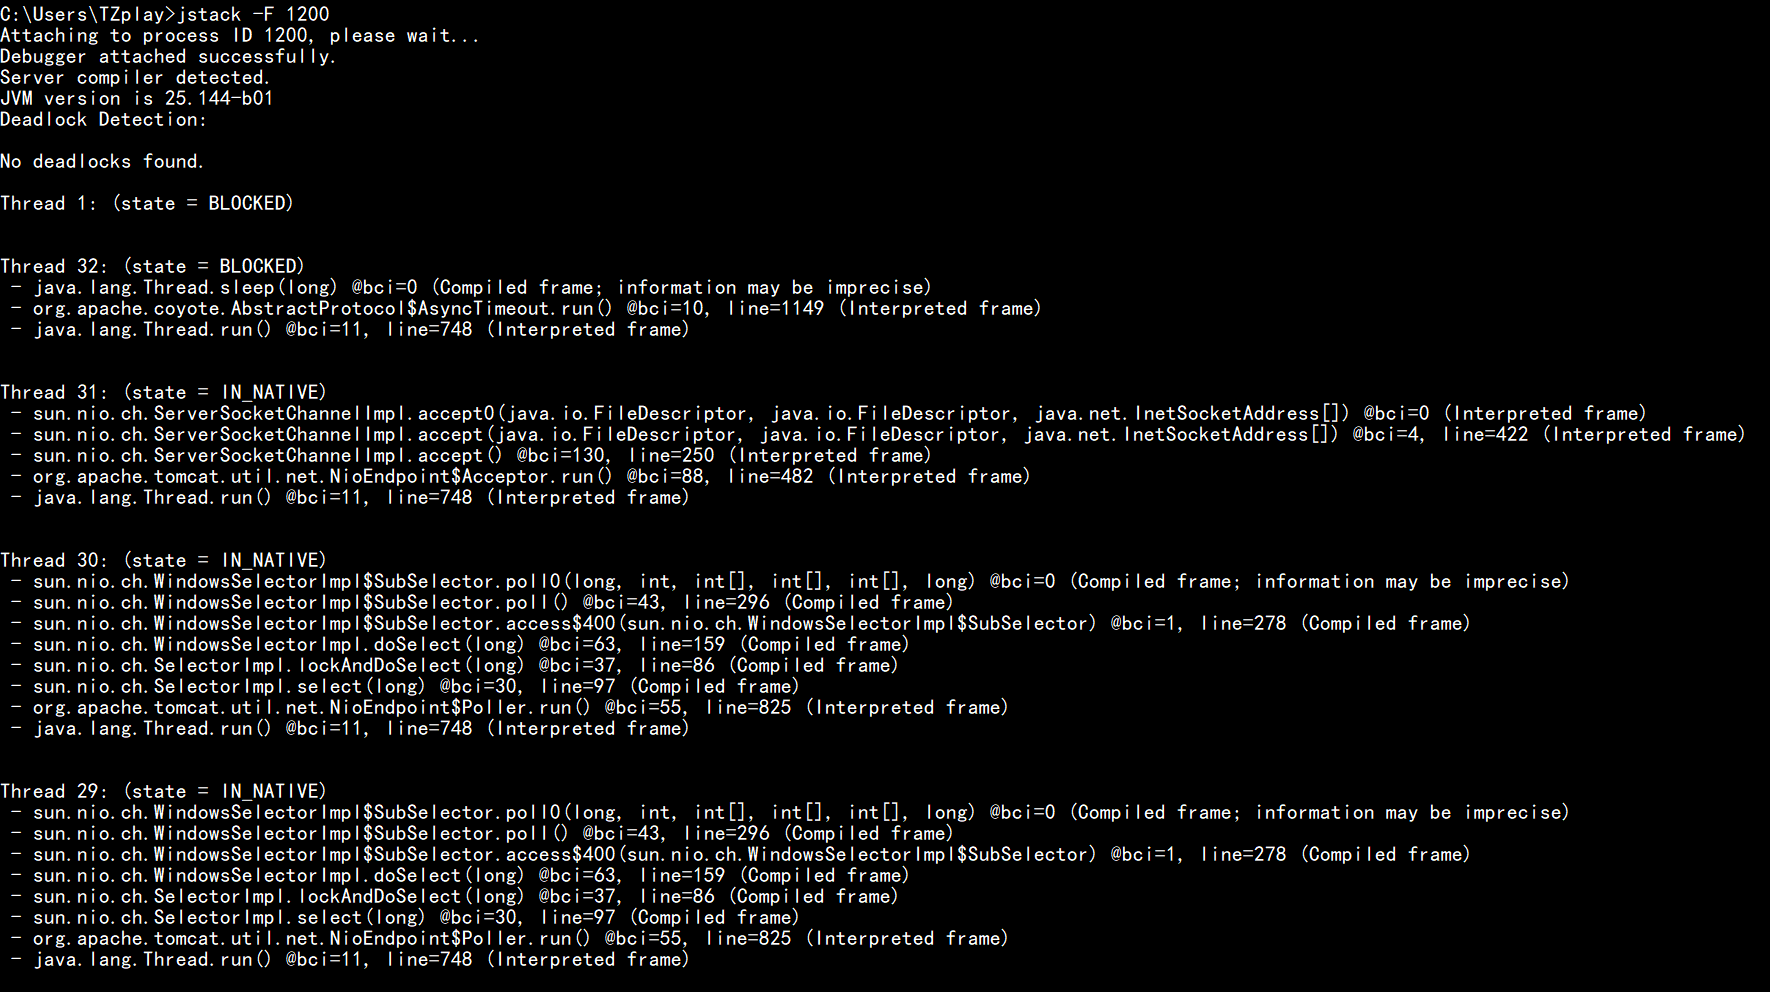 C:\Users\TZplay>jstack -F 1200
Attaching to process ID 1200, please wait...
Debugger attached successfully.
Server compiler detected.
JVM version is 25.144-b01
Deadlock Detection:
No deadlocks found.
Thread 1: (state = BLOCKED)
Thread 32: (state = BLOCKED)
- java.lang.Thread.sleep(long) @bci=0 (Compiled frame; information may be imprecise)
- org.apache.coyote.AbstractProtocol$AsyncTimeout.run() @bci=10, line=1149 (Interpreted frame)
- java.lang.Thread.run() @bci=11, line=748 (Interpreted frame)
Thread 31: (state = IN_NATIVE)
- sun.nio.ch.ServerSocketChannelImpl.accept0(java.io.FileDescriptor, java.io.FileDescriptor, java.net.InetSocketAddress[]) @bci=0 (Interpreted frame)
- sun.nio.ch.ServerSocketChannelImpl.accept(java.io.FileDescriptor, java.io.FileDescriptor, java.net.InetSocketAddress[]) @bci=4, line=422 (Interpreted frame)
- sun.nio.ch.ServerSocketChannelImpl.accept() @bci=130, line=250 (Interpreted frame)
- org.apache.tomcat.util.net.NioEndpoint$Acceptor.run() @bci=88, line=482 (Interpreted frame)
- java.lang.Thread.run() @bci=11, line=748 (Interpreted frame)
Thread 30: (state = IN_NATIVE)
- sun.nio.ch.WindowsSelectorImpl$SubSelector.poll0(long, int, int[], int[], int[], long) @bci=0 (Compiled frame; information may be imprecise)
- sun.nio.ch.WindowsSelectorImpl$SubSelector.poll() @bci=43, line=296 (Compiled frame)
- sun.nio.ch.WindowsSelectorImpl$SubSelector.access$400(sun.nio.ch.WindowsSelectorImpl$SubSelector) @bci=1, line=278 (Compiled frame)
- sun.nio.ch.WindowsSelectorImpl.doSelect(long) @bci=63, line=159 (Compiled frame)
- sun.nio.ch.SelectorImpl.lockAndDoSelect(long) @bci=37, line=86 (Compiled frame)
- sun.nio.ch.SelectorImpl.select(long) @bci=30, line=97 (Compiled frame)
- org.apache.tomcat.util.net.NioEndpoint$Poller.run() @bci=55, line=825 (Interpreted frame)
- java.lang.Thread.run() @bci=11, line=748 (Interpreted frame)
Thread 29: (state = IN_NATIVE)
- sun.nio.ch.WindowsSelectorImpl$SubSelector.poll0(long, int, int[], int[], int[], long) @bci=0 (Compiled frame; information may be imprecise)
- sun.nio.ch.WindowsSelectorImpl$SubSelector.poll() @bci=43, line=296 (Compiled frame)
- sun.nio.ch.WindowsSelectorImpl$SubSelector.access$400(sun.nio.ch.WindowsSelectorImpl$SubSelector) @bci=1, line=278 (Compiled frame)
- sun.nio.ch.WindowsSelectorImpl.doSelect(long) @bci=63, line=159 (Compiled frame)
- sun.nio.ch.SelectorImpl.lockAndDoSelect(long) @bci=37, line=86 (Compiled frame)
- sun.nio.ch.SelectorImpl.select(long) @bci=30, line=97 (Compiled frame)
- org.apache.tomcat.util.net.NioEndpoint$Poller.run() @bci=55, line=825 (Interpreted frame)
- java.lang.Thread.run() @bci=11, line=748 (Interpreted frame)